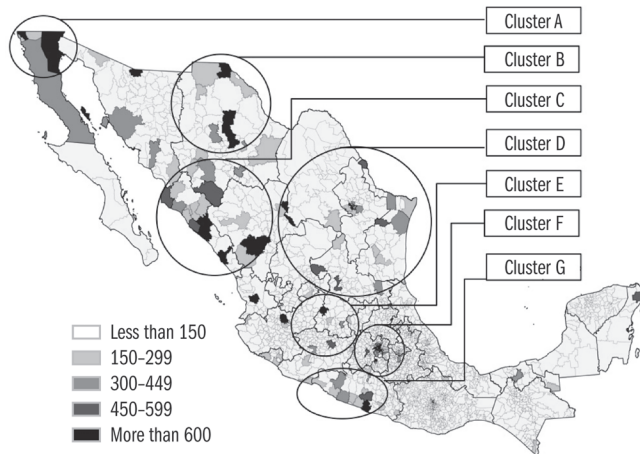 Cluster A
Cluster B
Cluster C
Cluster D
Cluster E
Cluster F
Cluster G
Less than 150
150–299
300–449
450–599
More than 600